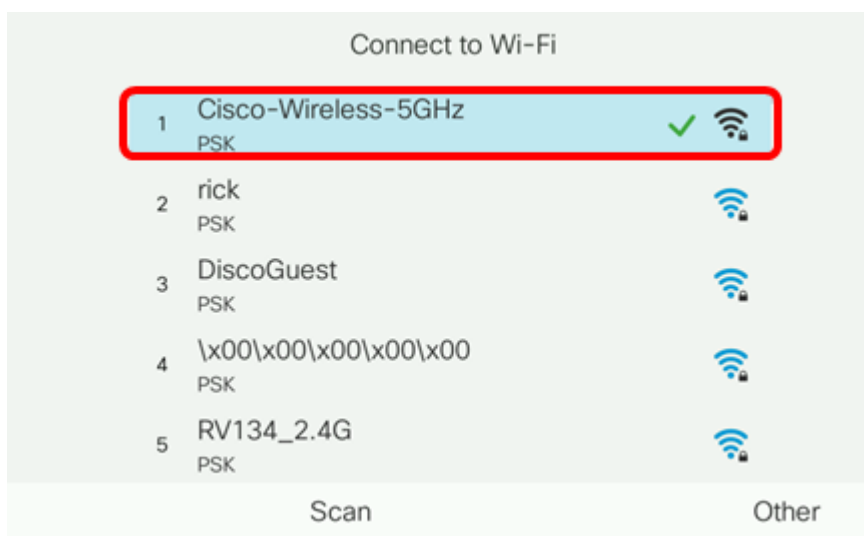 Connect to Wi-Fi
1 Cisco-Wireless-5GHz
PSK
2 rick
PSK
3 DiscoGuest
PSK
4 \x00\x00\x00\x00\x00
PSK
5 RV134_2.4G
PSK
Scan Other